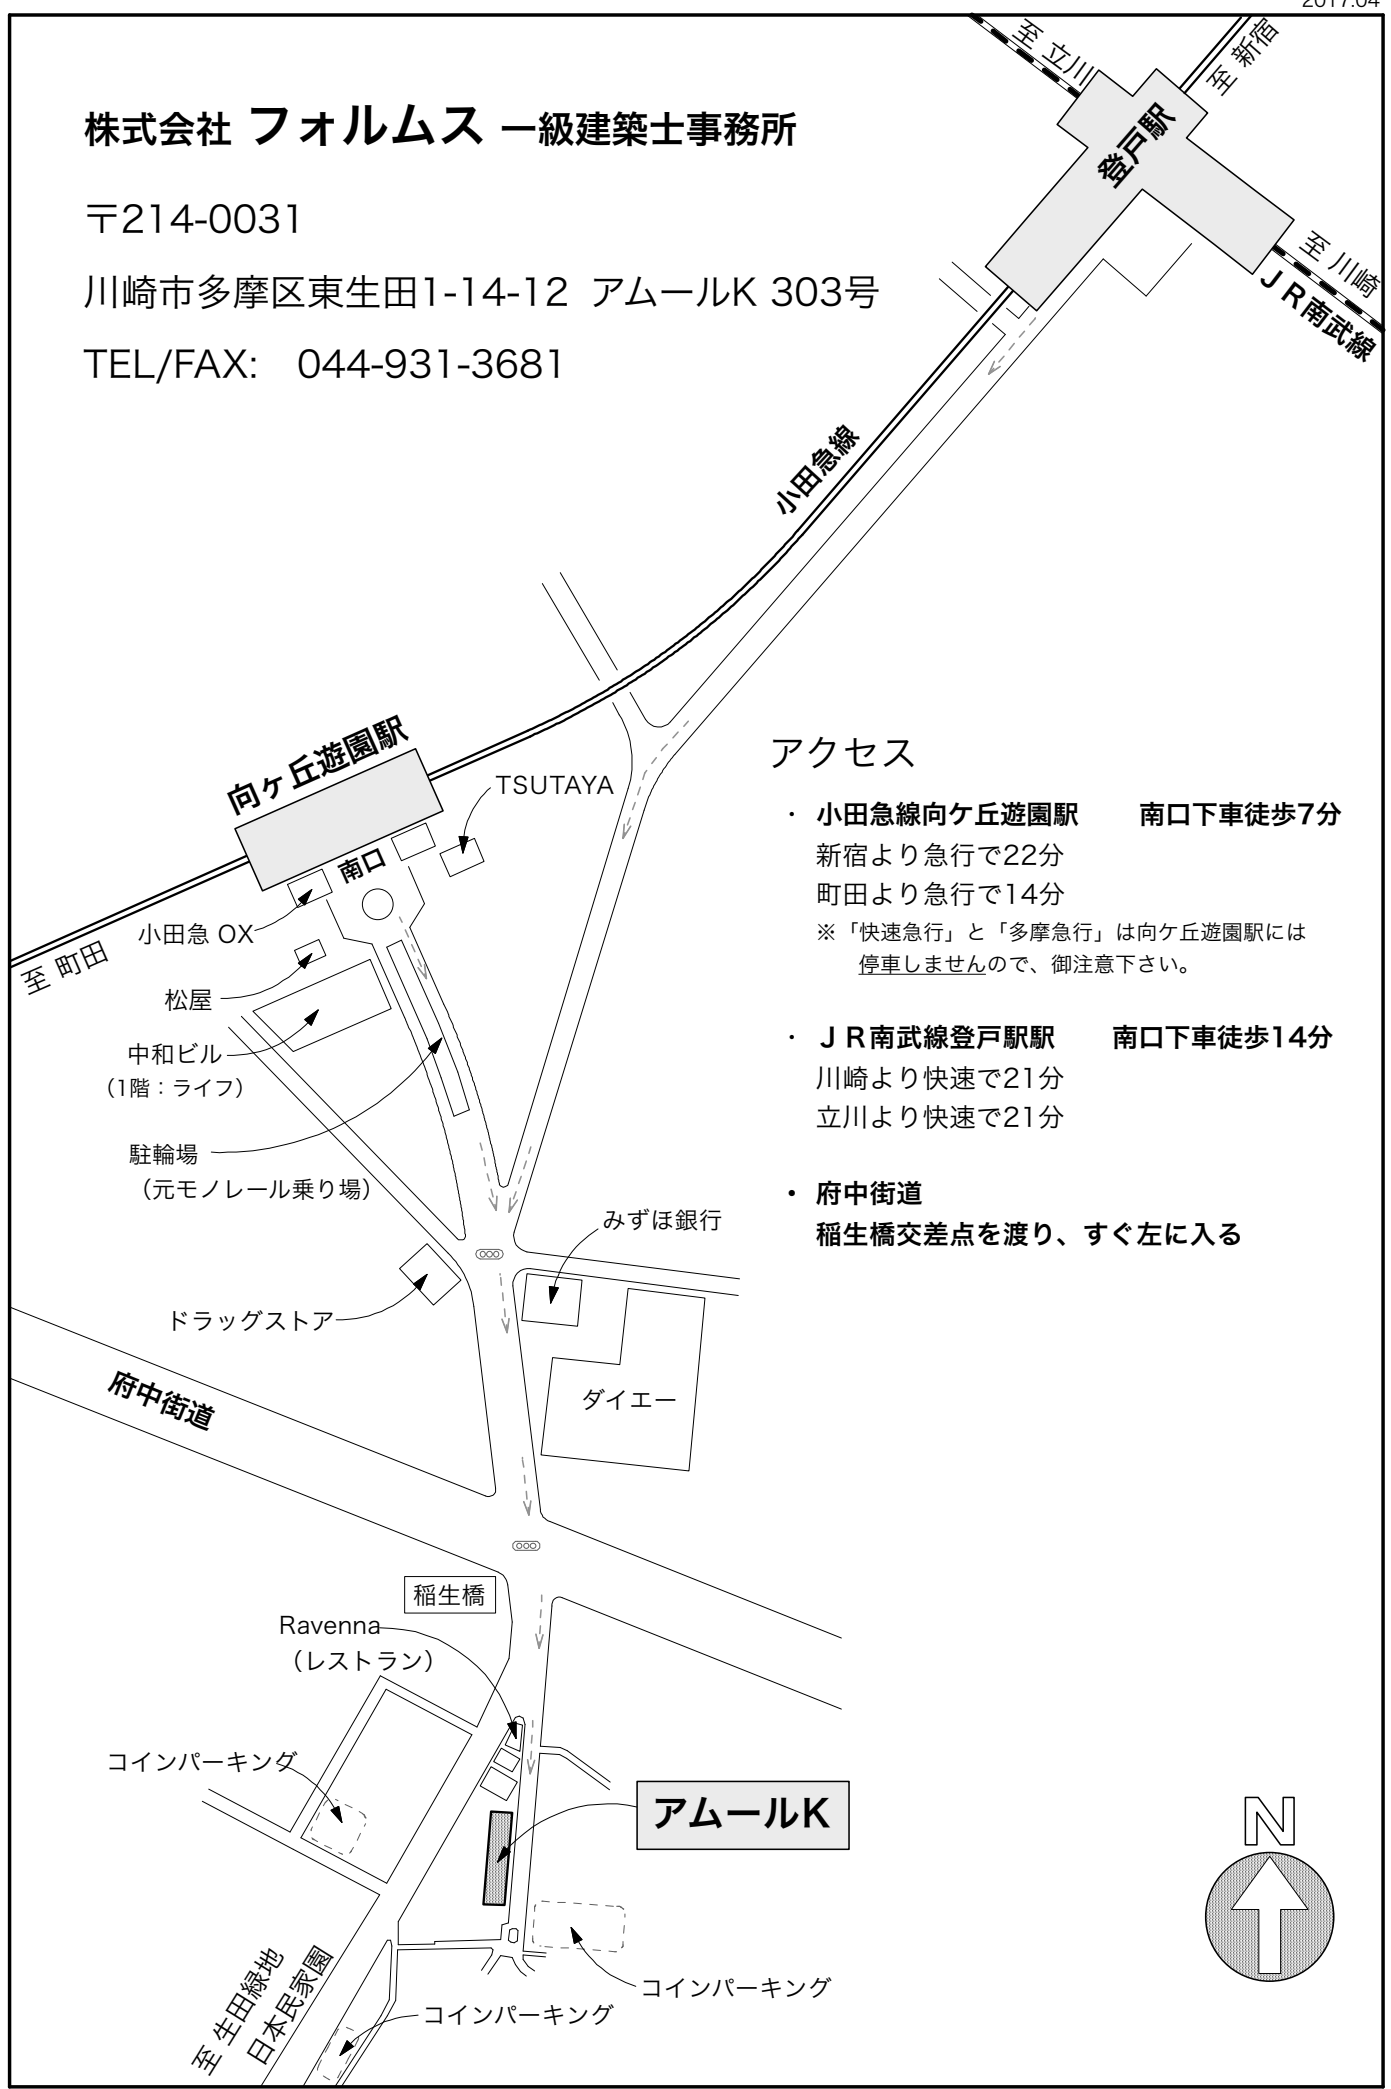 2017.04
至 立川
至 新宿
登戸駅
至 川崎
ＪＲ南武線
株式会社 フォルムス 一級建築士事務所
〒214-0031
川崎市多摩区東生田1-14-12 アムールK 303号
TEL/FAX: 044-931-3681
小田急線
向ヶ丘遊園駅
TSUTAYA
南口
小田急 OX
至 町田
松屋
中和ビル
（1階：ライフ）
駐輪場
（元モノレール乗り場）
みずほ銀行
ドラッグストア
ダイエー
府中街道
稲生橋
Ravenna
（レストラン）
コインパーキング
アムールK
コインパーキング
コインパーキング
至 生田緑地
日本民家園
アクセス
・ 小田急線向ケ丘遊園駅 南口下車徒歩7分
新宿より急行で22分
町田より急行で14分
※「快速急行」と「多摩急行」は向ケ丘遊園駅には
停車しませんので、御注意下さい。
・ ＪＲ南武線登戸駅駅 南口下車徒歩14分
川崎より快速で21分
立川より快速で21分
・ 府中街道
稲生橋交差点を渡り、すぐ左に入る
N